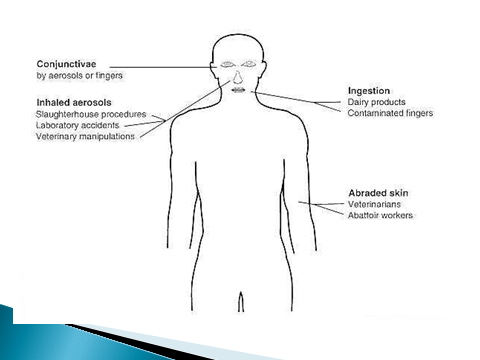 Conjunctivae
by aerosols or fingers
Inhaled aerosols
Slaughterhouse procedures
Laboratory accidents
Veterinary manipulations
Ingestion
Dairy products
Contaminated fingers
Abraded skin
Veterinarians
Abattoir workers